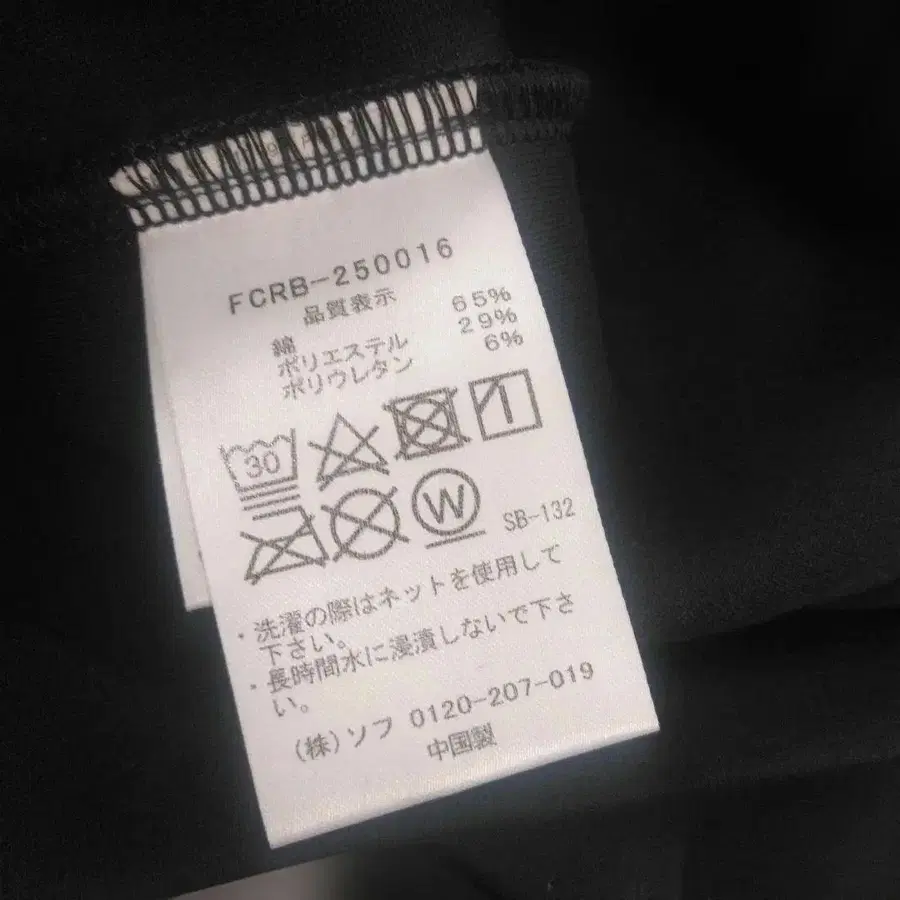 FCRB-250016
品質表示
綿 65%
ポリエステル 29%
ポリウレタン 6%
30
W
SB-132
・洗濯の際はネットを使用して
下さい。
・長時間水に浸漬しないで下さ
い。
(株)ソフ 0120-207-019
中国製